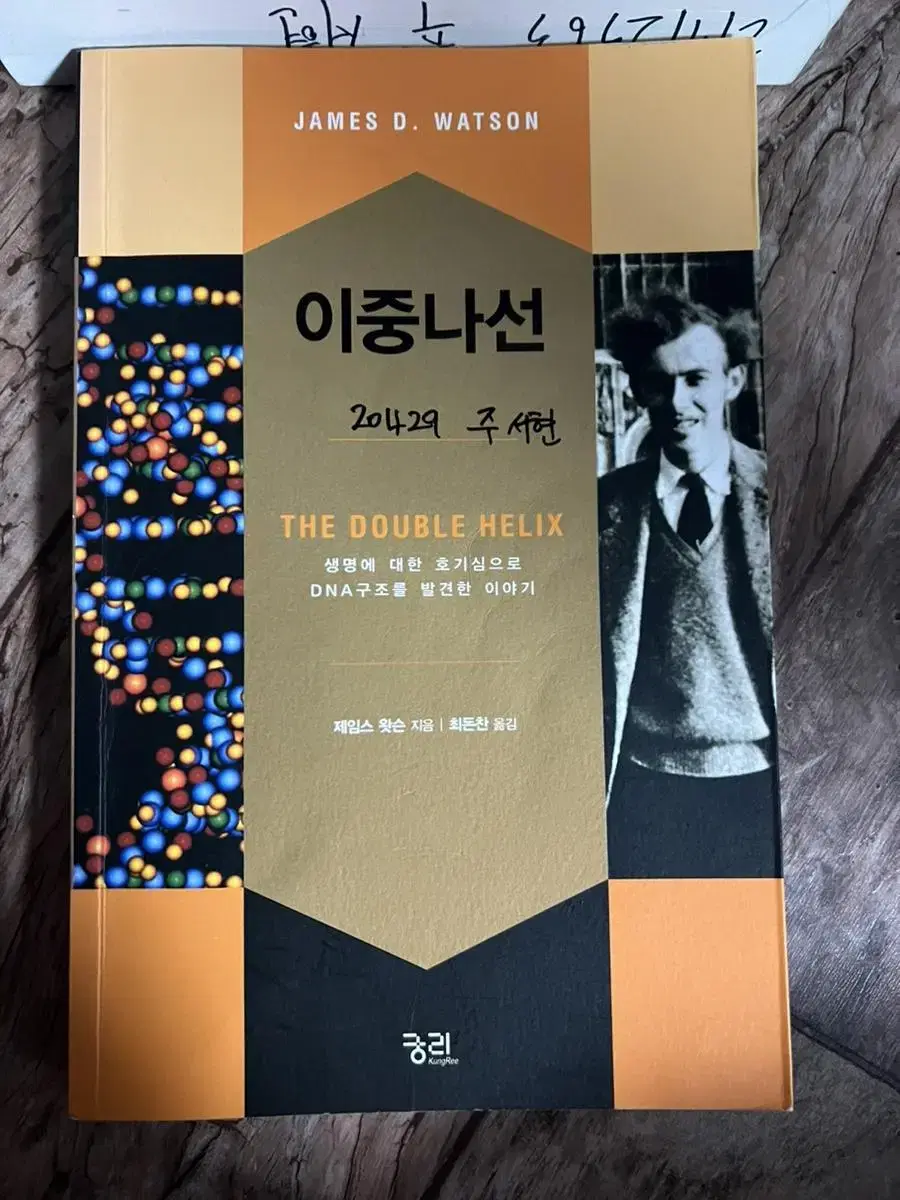 JAMES D. WATSON
이중나선
20429 주서현
THE DOUBLE HELIX
생명에 대한 호기심으로
DNA구조를 발견한 이야기
제임스 왓슨 지음 | 최돈찬 옮김
궁리
KungRee